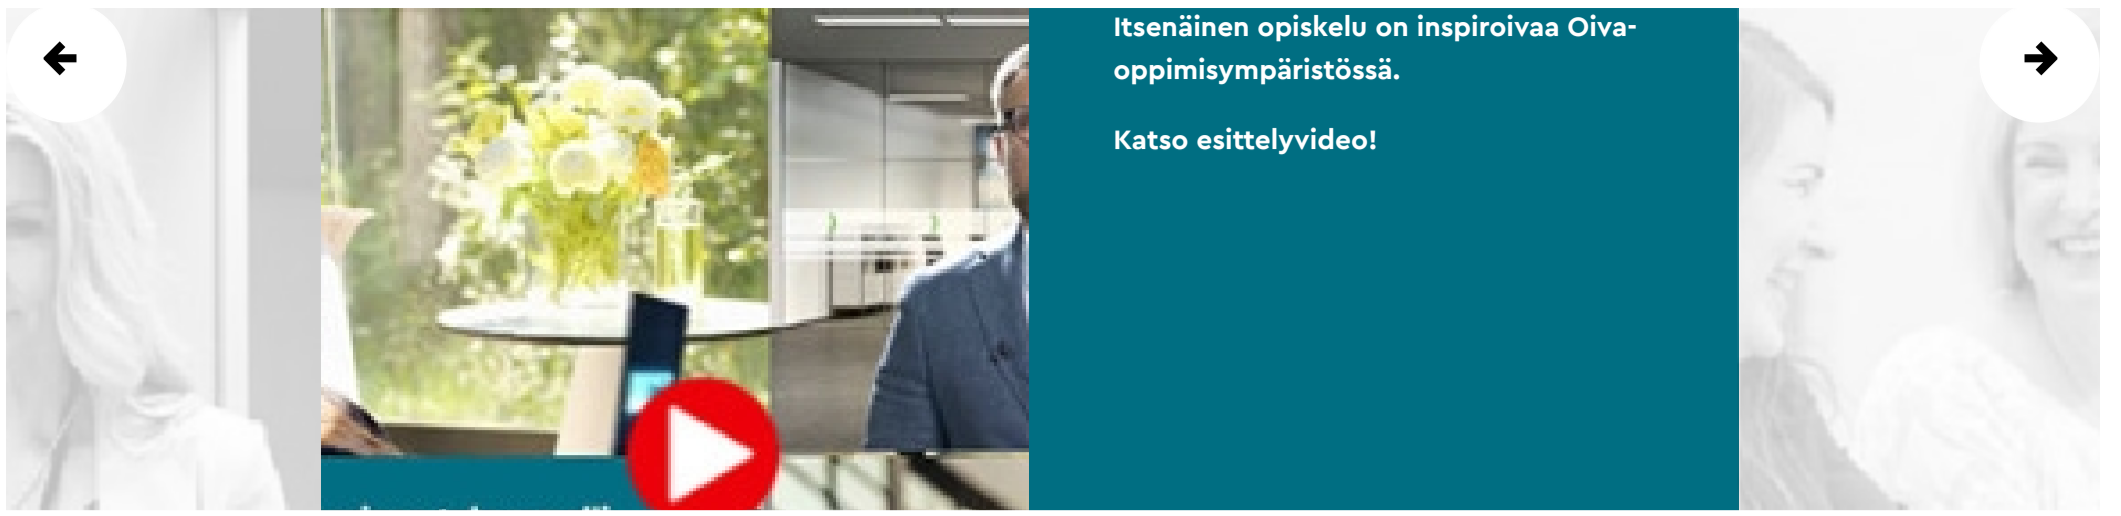 Itsenäinen opiskelu on inspiroivaa Oiva-
oppimisympäristössä.
Katso esittelyvideo!